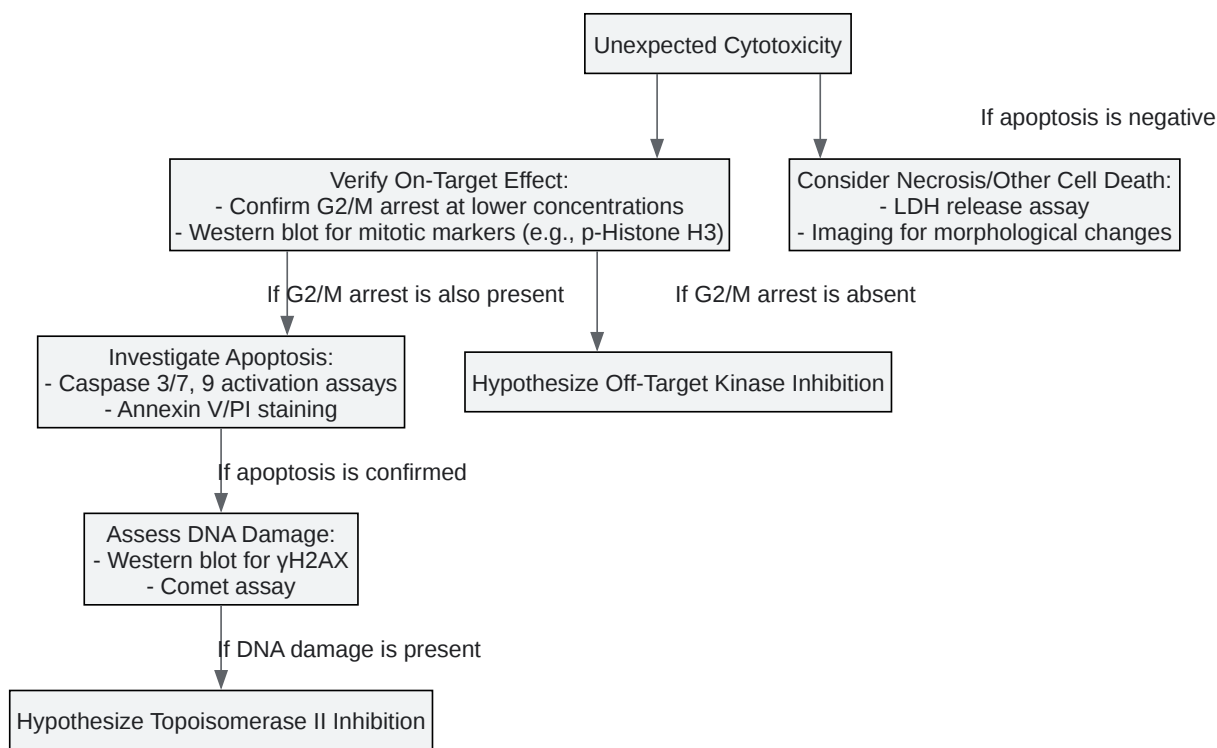 Unexpected Cytotoxicity
If apoptosis is negative
Verify On-Target Effect:
- Confirm G2/M arrest at lower concentrations
- Western blot for mitotic markers (e.g., p-Histone H3)
Consider Necrosis/Other Cell Death:
- LDH release assay
- Imaging for morphological changes
If G2/M arrest is also present
If G2/M arrest is absent
Investigate Apoptosis:
- Caspase 3/7, 9 activation assays
- Annexin V/PI staining
Hypothesize Off-Target Kinase Inhibition
If apoptosis is confirmed
Assess DNA Damage:
- Western blot for γH2AX
- Comet assay
If DNA damage is present
Hypothesize Topoisomerase II Inhibition